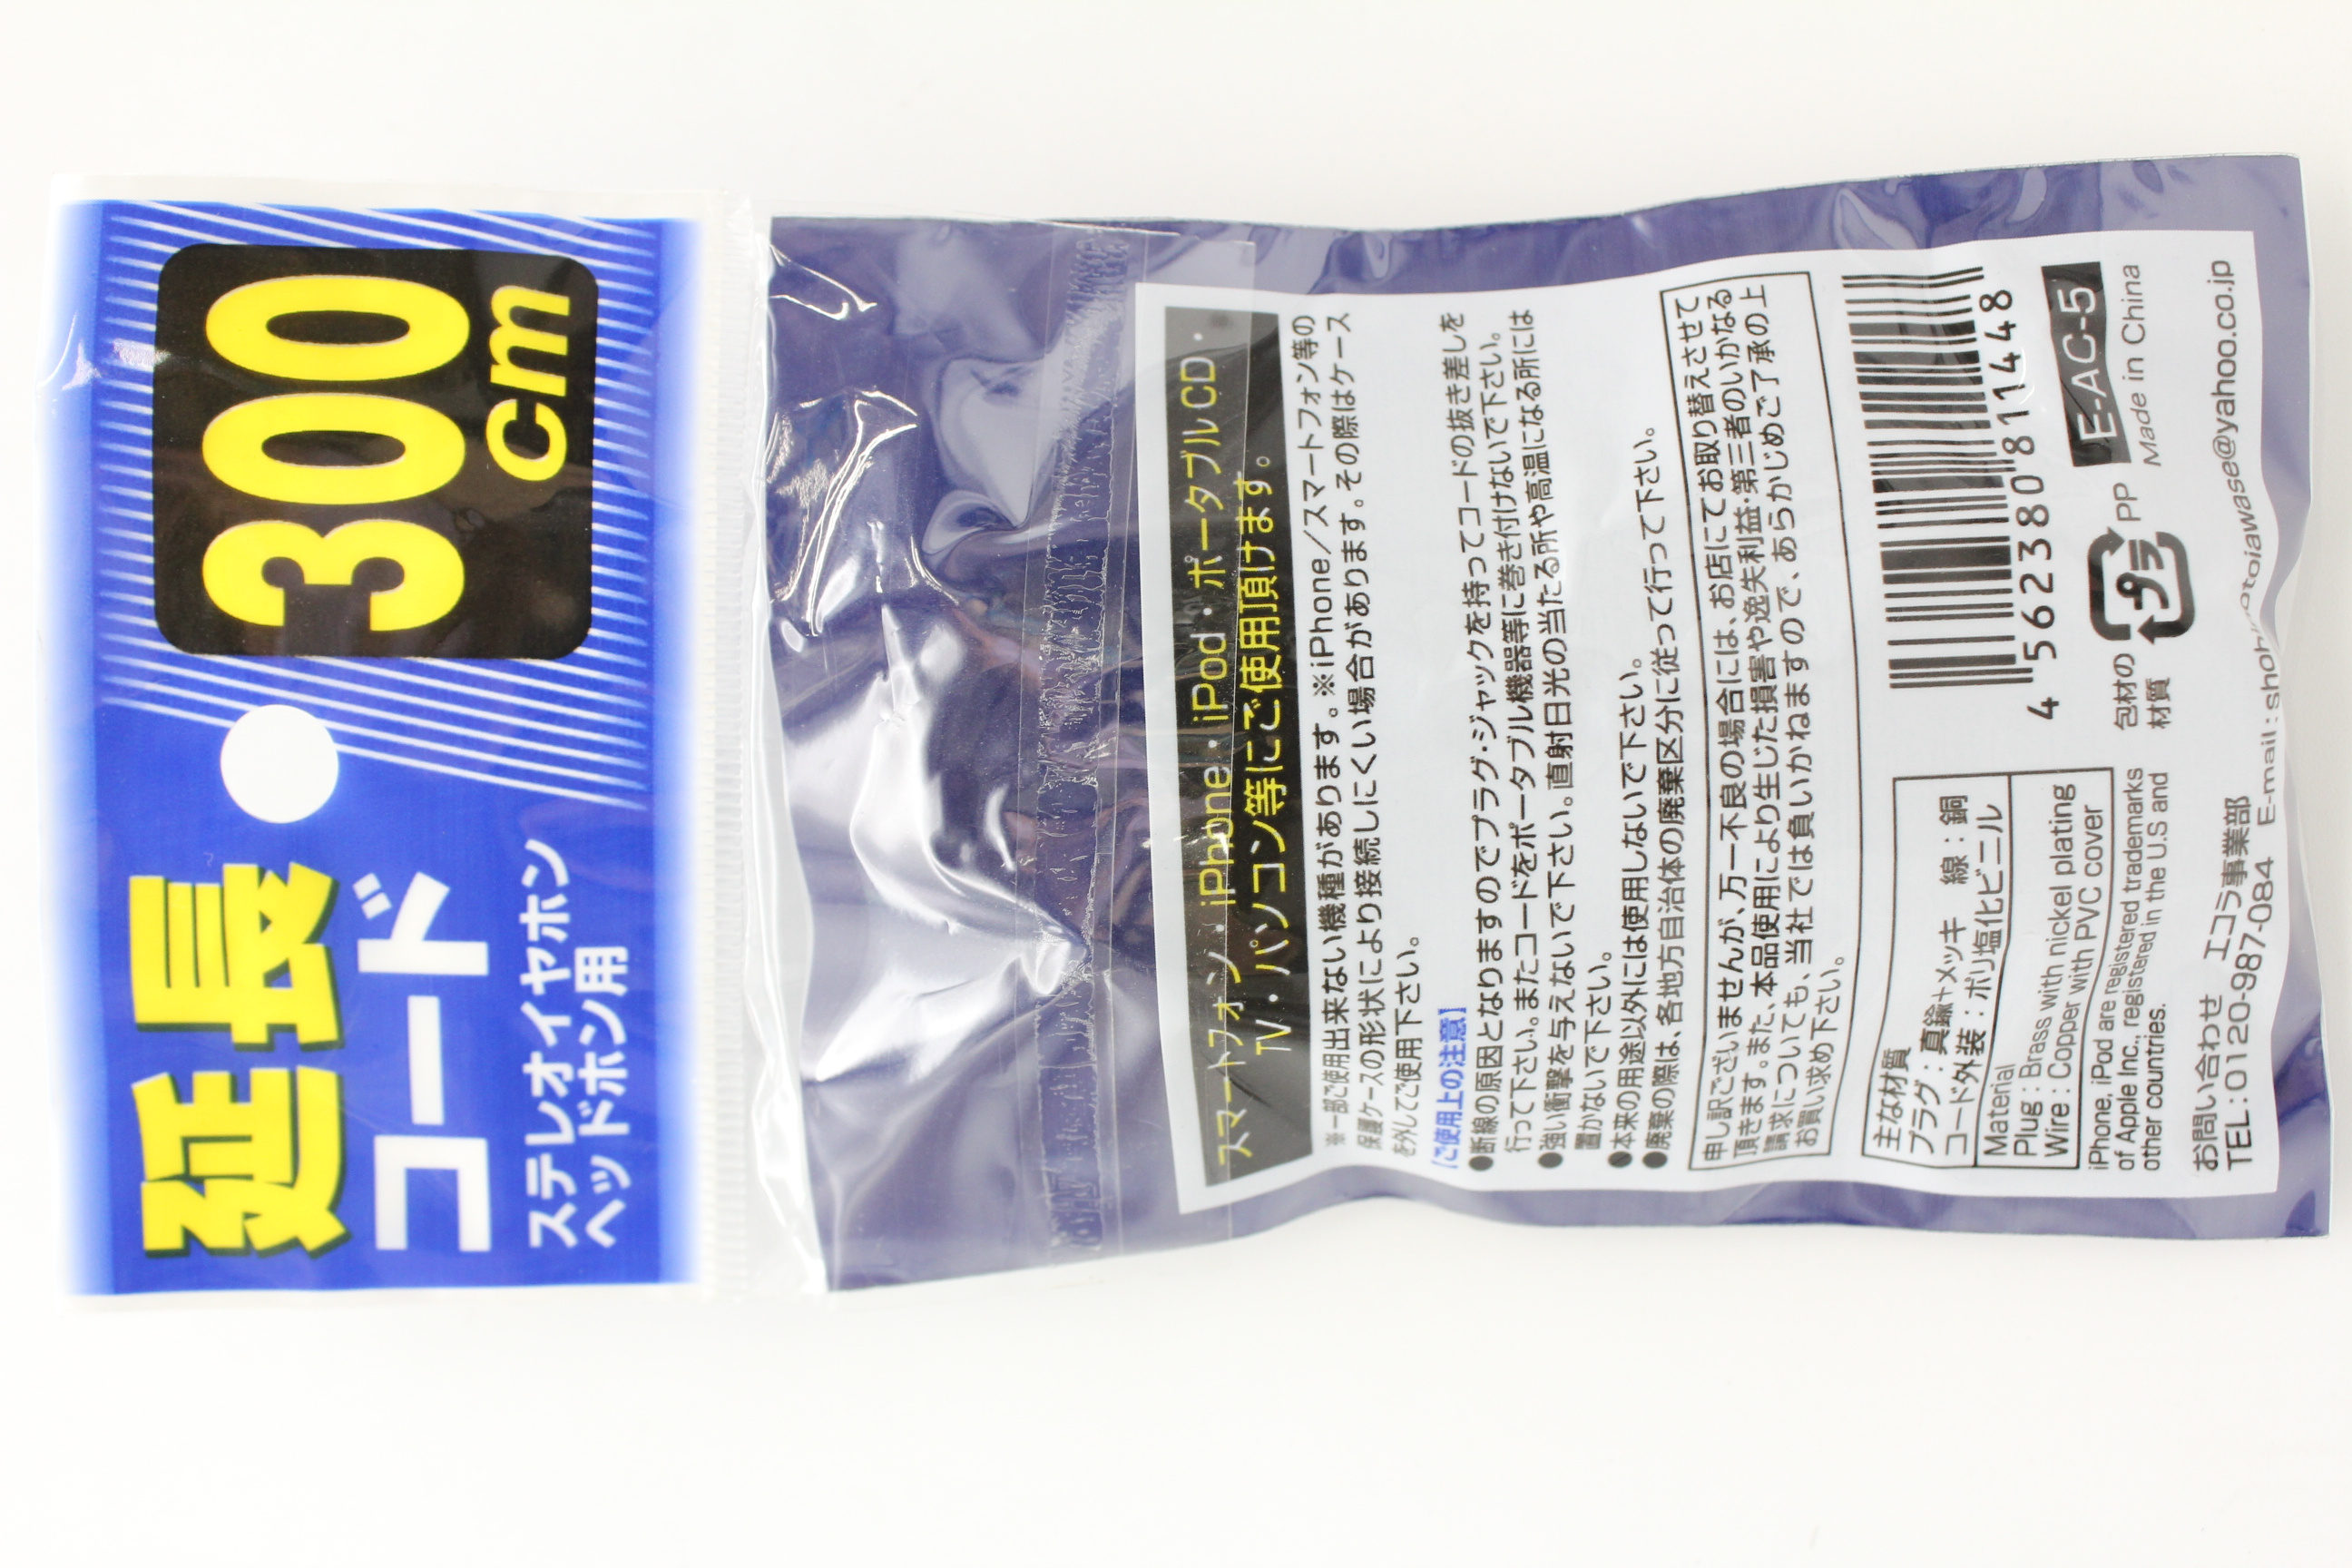 延長
コード
300
cm
ステレオイヤホン
ヘッドホン用
スマートフォン・iPhone・iPod・ポータブルCD・
TV・パソコン等にご使用頂けます。
※一部ご使用出来ない機種があります。※iPhone/スマートフォン等の
保護ケースの形状により接続しにくい場合があります。その際はケース
を外してご使用下さい。
【ご使用上の注意】
●断線の原因となりますのでプラグ・ジャックを持ってコードの抜き差しを
行って下さい。またコードをポータブル機器等に巻き付けないで下さい。
●強い衝撃を与えないで下さい。直射日光の当たる所や高温になる所には
置かないで下さい。
●本来の用途以外には使用しないで下さい。
●廃棄の際は、各地方自治体の廃棄区分に従って行って下さい。
申し訳ございませんが、万一不良の場合には、お店にてお取り替えさせて
頂きます。また、本品使用により生じた損害や逸失利益・第三者のいかなる
請求についても、当社では負いかねますので、あらかじめご了承の上
お買い求め下さい。
主な材質
プラグ：真鍮+メッキ 線：銅
コード外装：ポリ塩化ビニル
Material
Plug : Brass with nickel plating
Wire : Copper with PVC cover
iPhone, iPod are registered trademarks
of Apple Inc., registered in the U.S and
other countries.
4 562380 811448
包材の
材質
プラ
PP
E-AC-5
Made in China
お問い合わせ エコラ事業部
TEL:0120-987-084 E-mail:
@yahoo.co.jp